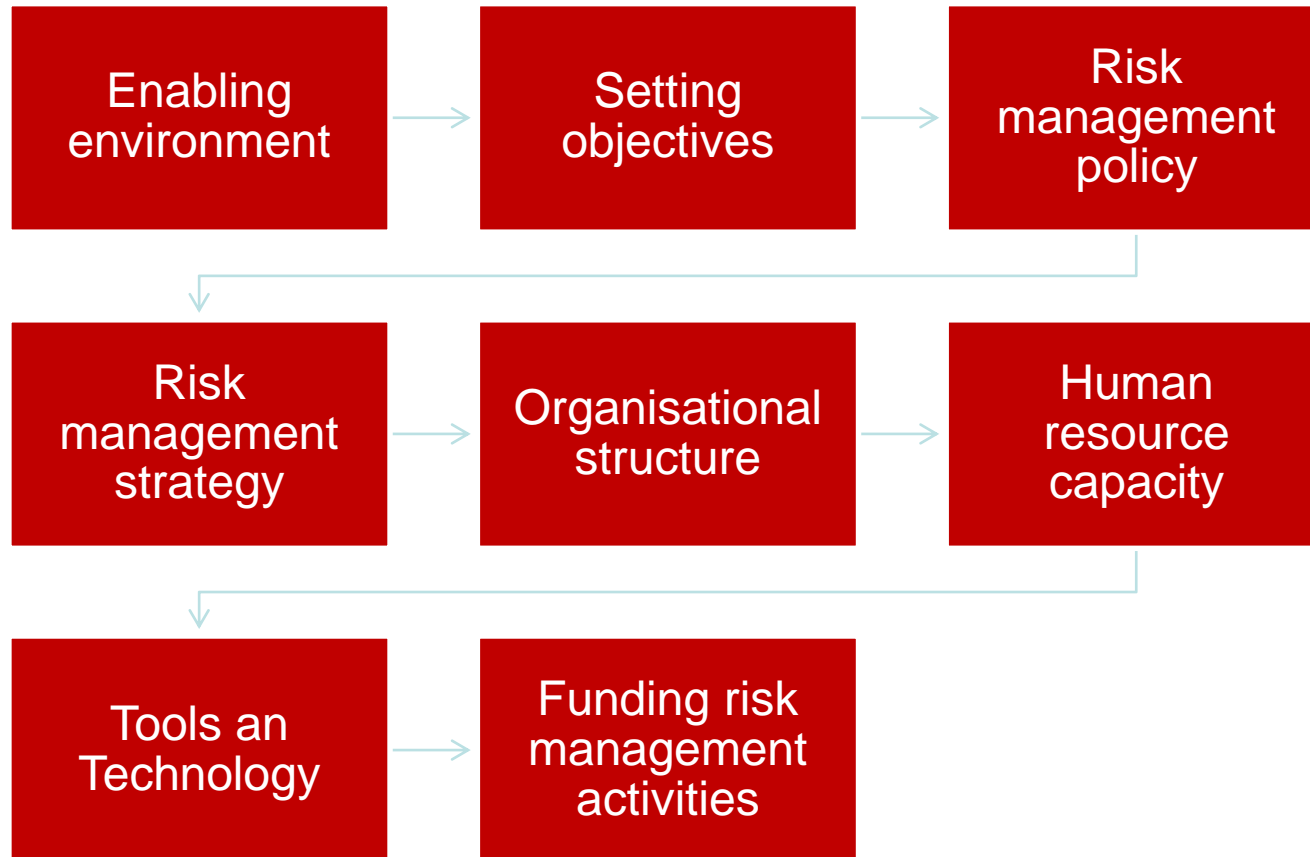 Enabling
environment
Setting
objectives
Risk
management
policy
Risk
management
strategy
Organisational
structure
Human
resource
capacity
Tools an
Technology
Funding risk
management
activities